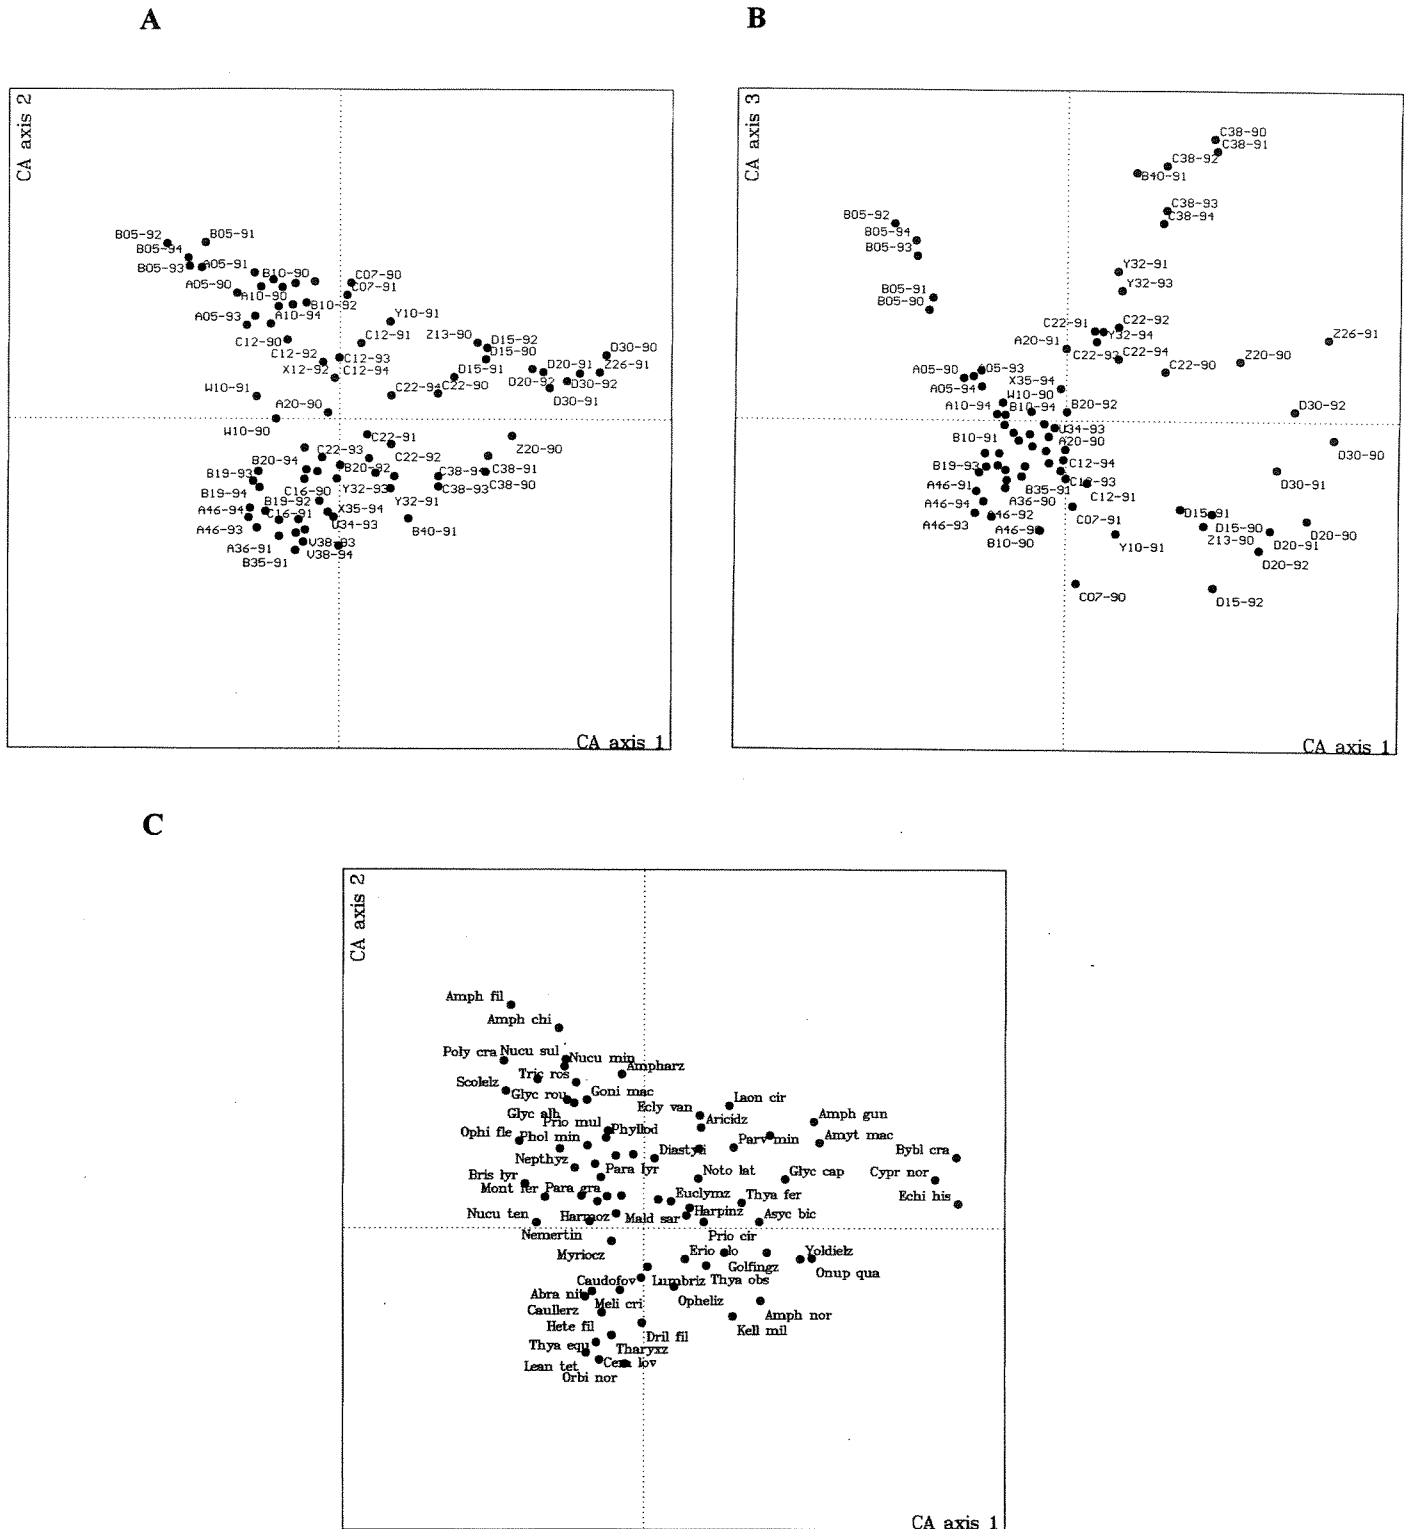 A
B
CA axis 2
B05-92
B05-91
B05-94
B05-93
A05-91
B10-90
C07-90
A05-90
A10-90
C07-91
B10-92
A05-93
A10-94
Y10-91
C12-90
C12-91
Z13-90
D15-92
D15-90
D30-90
C12-92
C12-93
D15-91
D20-91
Z26-91
X12-92
C12-94
C22-94
C22-90
D20-92
D30-92
W10-91
D30-91
A20-90
W10-90
C22-91
C22-93
C22-92
Z20-90
B20-94
B20-92
B19-93
C38-94
C38-91
C16-90
Y32-93
C38-93
C38-90
B19-94
B19-92
Y32-91
A46-94
C16-91
X35-94
A46-93
U34-93
B40-91
A36-91
V38-93
B35-91
V38-94
CA axis 1
CA axis 3
C38-90
C38-91
C38-92
B40-91
C38-93
C38-94
B05-92
B05-94
B05-93
Y32-91
B05-91
Y32-93
B05-90
C22-91
C22-92
Y32-94
A20-91
Z26-91
C22-93
C22-94
Z20-90
A05-90
A05-93
C22-90
A05-94
X35-94
W10-90
A10-94
B10-94
B20-92
D30-92
U34-93
B10-91
A20-90
D30-90
B19-93
C12-94
D30-91
A46-91
B35-91
C12-93
A46-94
A36-90
C12-91
A46-93
A46-92
C07-91
D15-91
A46-90
D15-90
D20-90
B10-90
Y10-91
Z13-90
D20-91
D20-92
C07-90
D15-92
CA axis 1
C
CA axis 2
Amph fil
Amph chi
Poly cra
Nucu sul
Nucu min
Tric ros
Ampharz
Scolelz
Glyc rou
Goni mac
Laon cir
Glyc alb
Ecly van
Prio mul
Aricidz
Amph gun
Ophi fle
Phol min
Phyllod
Parv min
Amyt mac
Nepthyz
Diastyli
Bybl cra
Bris lyr
Para lyr
Noto lat
Glyc cap
Cypr nor
Mont fer
Para gra
Euclymz
Thya fer
Echi his
Nucu ten
Harmoz
Mald sar
Harpinz
Asyc bic
Nemertin
Prio cir
Myriocz
Yoldielz
Golfingz
Onup qua
Caudofov
Lumbriz
Thya obs
Abra nit
Meli cri
Opheliz
Caullerz
Amph nor
Hete fil
Kell mil
Dril fil
Thya equ
Tharyxz
Lean tet
Orbi nor
CA axis 1